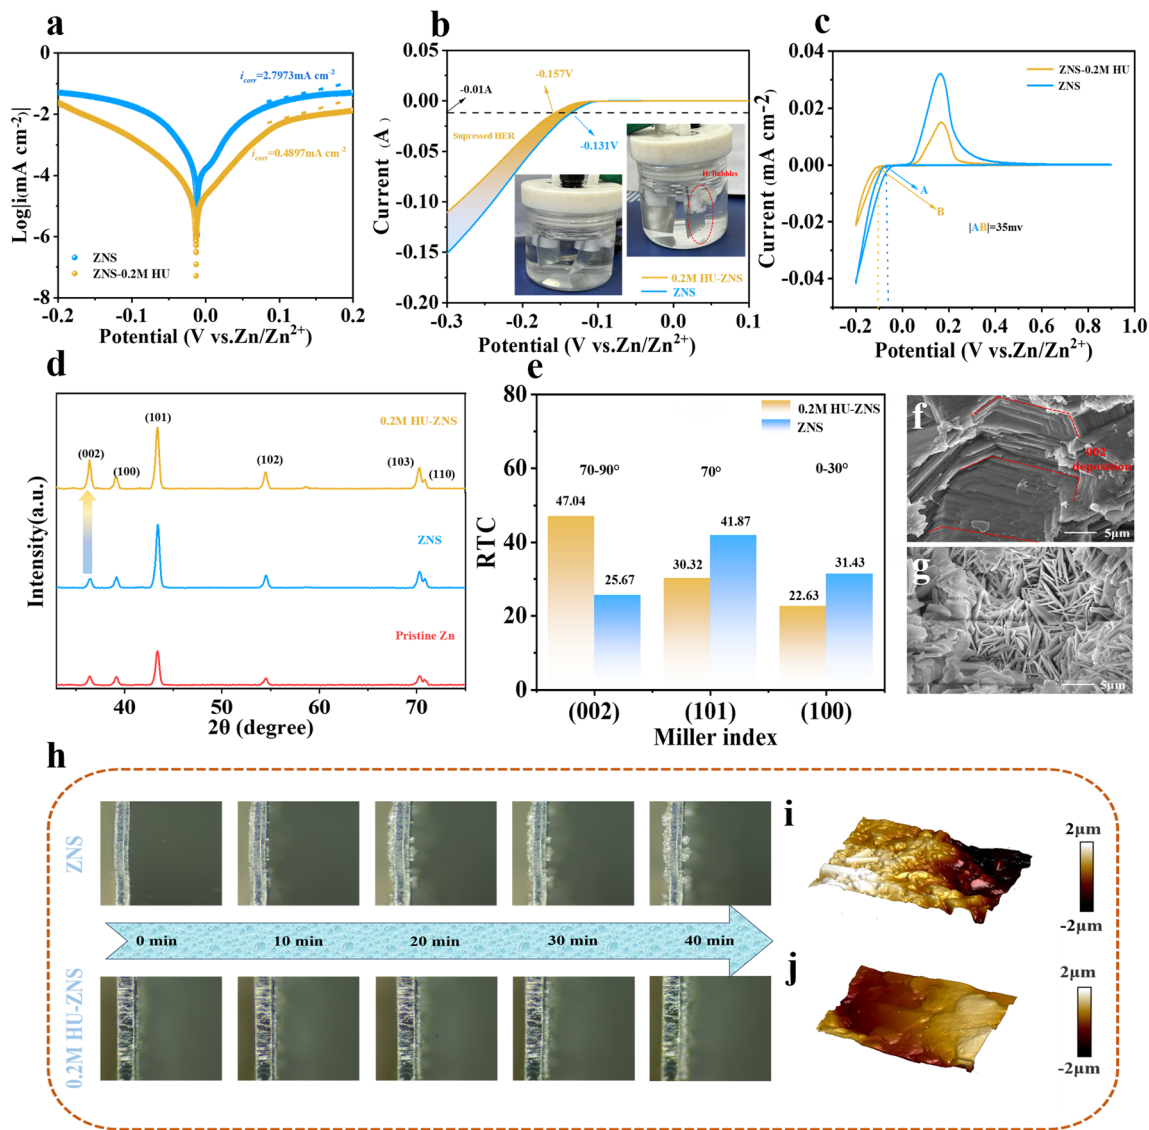 a
0
-2
-4
-6
-8
Log|i(mA cm-2)|
icorr=2.7973mA cm-2
icorr=0.4897mA cm-2
ZNS
ZNS-0.2M HU
-0.2
-0.1
0.0
0.1
0.2
Potential (V vs.Zn/Zn2+)
b
0.05
0.00
-0.05
-0.10
-0.15
-0.20
Current (A)
-0.01A
-0.157V
Supressed HER
-0.131V
H2 Bubbles
0.2M HU-ZNS
ZNS
-0.3
-0.2
-0.1
0.0
0.1
Potential (V vs.Zn/Zn2+)
c
0.04
0.02
0.00
-0.02
-0.04
Current (mA cm-2)
ZNS-0.2M HU
ZNS
A
B
|AB|=35mv
-0.2
0.0
0.2
0.4
0.6
0.8
1.0
Potential (V vs.Zn/Zn2+)
d
Intensity(a.u.)
(002)
(100)
(101)
(102)
(103)
(110)
0.2M HU-ZNS
ZNS
Pristine Zn
40
50
60
70
2θ (degree)
e
80
60
40
20
0
RTC
0.2M HU-ZNS
ZNS
70-90°
70°
0-30°
47.04
25.67
30.32
41.87
22.63
31.43
(002)
(101)
(100)
Miller index
f
002
deposition
5μm
g
5μm
h
ZNS
0 min
10 min
20 min
30 min
40 min
0.2M HU-ZNS
i
2μm
-2μm
j
2μm
-2μm